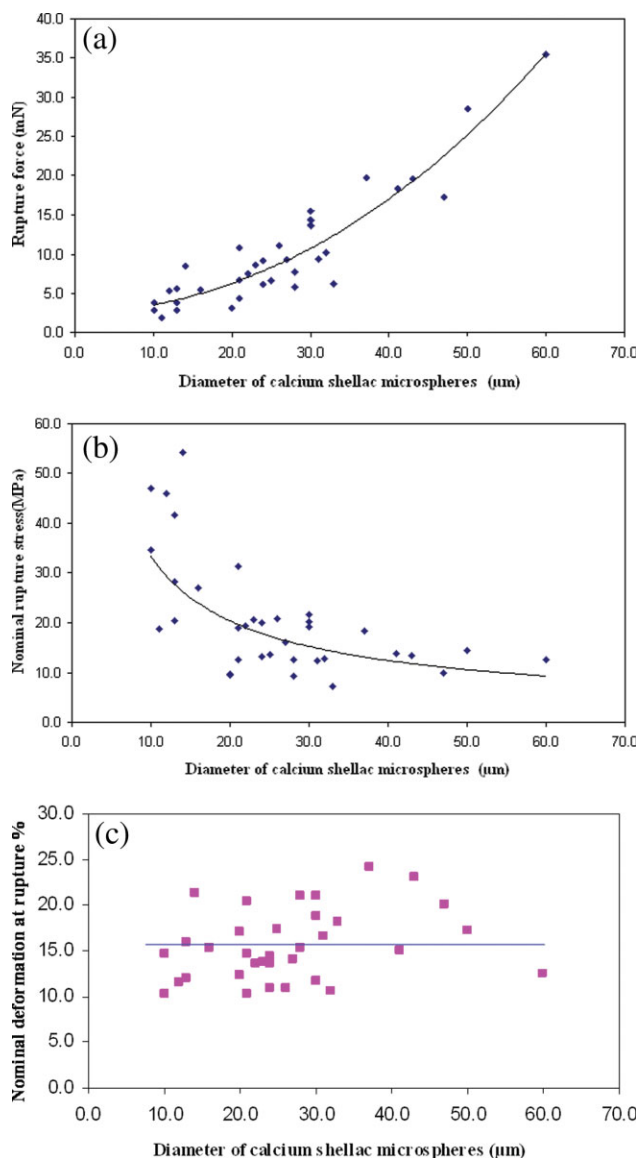 (a)
Rupture force (mN)
40.0
35.0
30.0
25.0
20.0
15.0
10.0
5.0
0.0
0.0 10.0 20.0 30.0 40.0 50.0 60.0 70.0
Diameter of calcium shellac microspheres (μm)
(b)
Nominal rupture stress(MPa)
60.0
50.0
40.0
30.0
20.0
10.0
0.0
0.0 10.0 20.0 30.0 40.0 50.0 60.0 70.0
Diameter of calcium shellac microspheres (μm)
(c)
Nominal deformation at rupture %
30.0
25.0
20.0
15.0
10.0
5.0
0.0
0.0 10.0 20.0 30.0 40.0 50.0 60.0 70.0
Diameter of calcium shellac microspheres (μm)